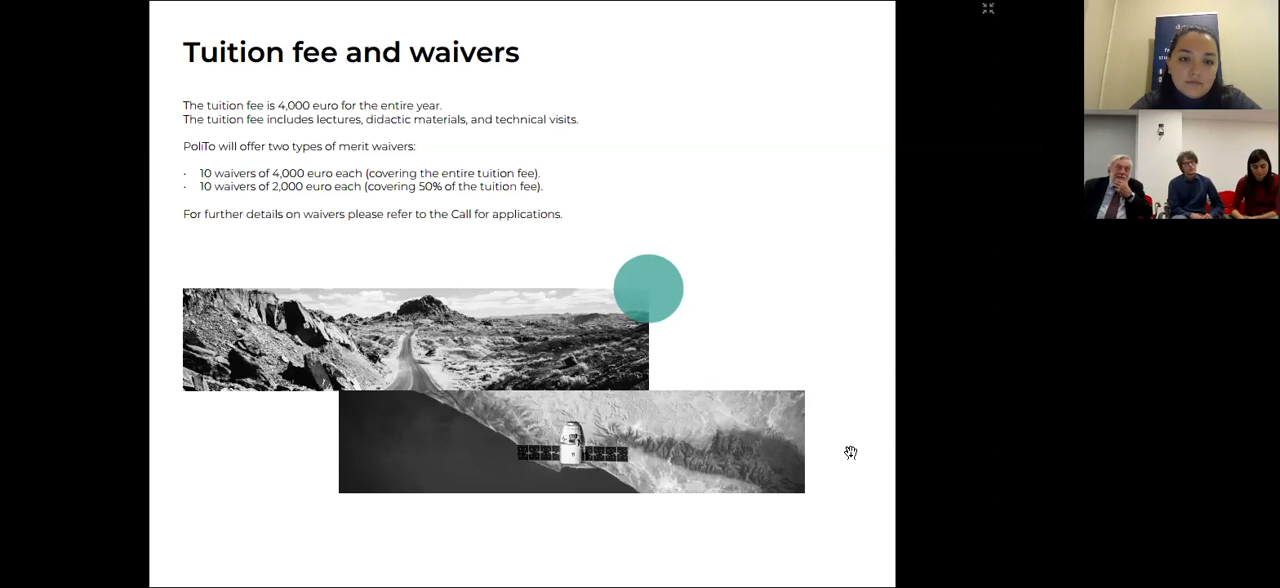 Tuition fee and waivers
The tuition fee is 4,000 euro for the entire year.
The tuition fee includes lectures, didactic materials, and technical visits.
PoliTo will offer two types of merit waivers:
· 10 waivers of 4,000 euro each (covering the entire tuition fee).
· 10 waivers of 2,000 euro each (covering 50% of the tuition fee).
For further details on waivers please refer to the Call for applications.